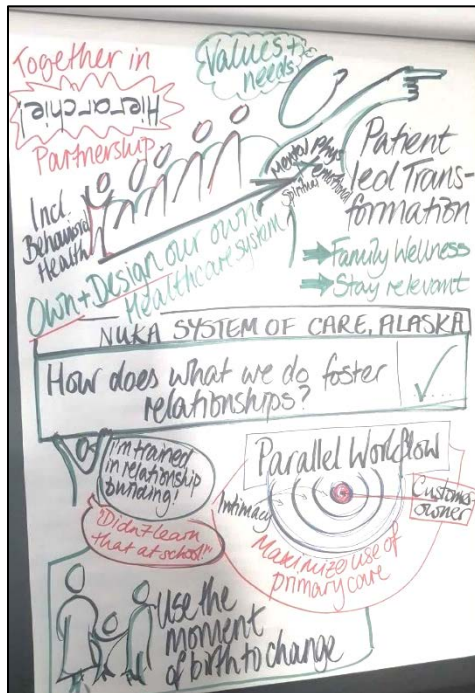 Together in
Hierarchie!
Partnership
Values +
needs
Incl.
Behavioral
Health
Mental
Phys
Spiritual
emotional
Own + Design our own
Healthcare system
Patient
led Trans-
formation
Family Wellness
Stay relevant
NUKA SYSTEM OF CARE, ALASKA
How does what we do foster
relationships?
I'm trained
in relationship
building!
"Didn't learn
that at school!"
Parallel Workflow
Intimacy
Customer-
owner
Maximize use of
primary care
Use the
moment
of birth to change